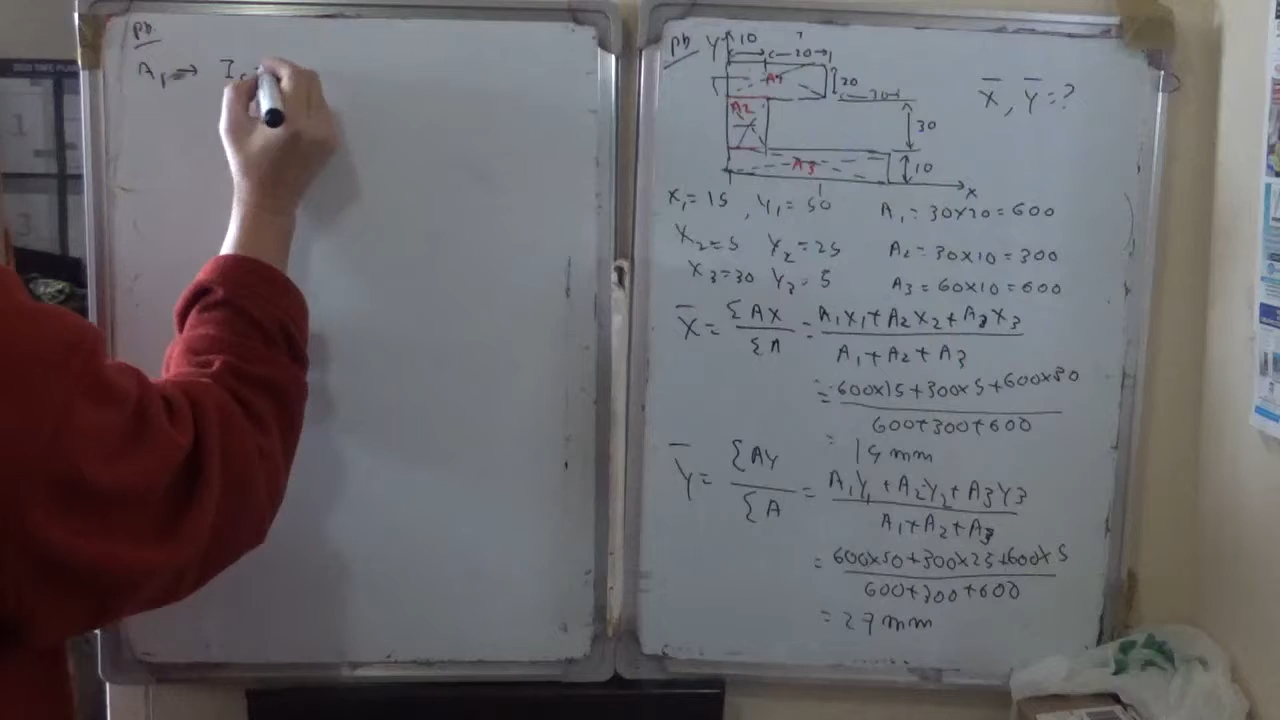 Pb.
A₁ → I
Pb Y 10 20
A1 20
20
A2
30
A3 10
X
X̄, Ȳ = ?
X₁ = 15, Y₁ = 50 A₁ = 30×20 = 600
X₂ = 5 Y₂ = 25 A₂ = 30×10 = 300
X₃ = 30 Y₃ = 5 A₃ = 60×10 = 600
X̄ = ΣAX / ΣA = A₁X₁ + A₂X₂ + A₃X₃ / A₁ + A₂ + A₃
= 600×15 + 300×5 + 600×30 / 600+300+600
= 19 mm
Ȳ = ΣAY / ΣA = A₁Y₁ + A₂Y₂ + A₃Y₃ / A₁ + A₂ + A₃
= 600×50 + 300×25 + 600×5 / 600+300+600
= 27 mm